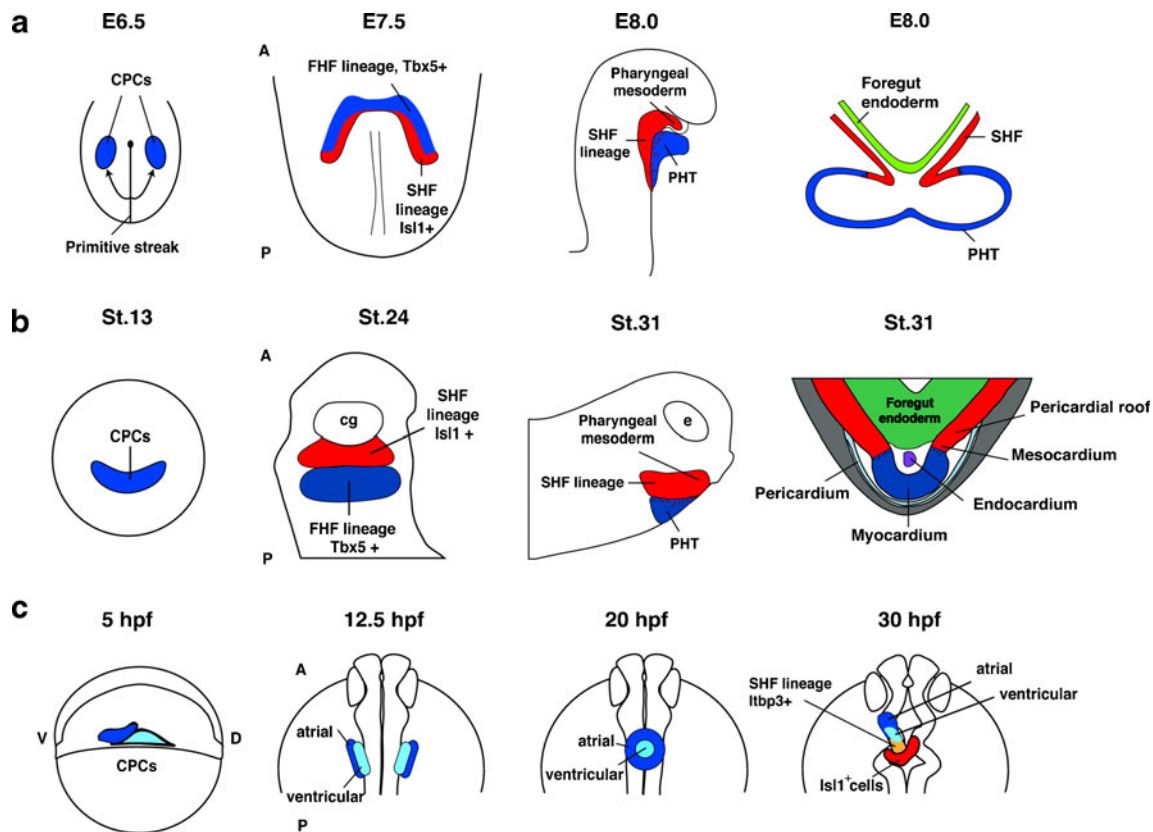 a
E6.5
E7.5
E8.0
E8.0
CPCs
Primitive streak
A
FHF lineage, Tbx5+
SHF
lineage
Isl1+
P
Pharyngeal
mesoderm
SHF
lineage
PHT
Foregut
endoderm
SHF
PHT
b
St.13
St.24
St.31
St.31
CPCs
A
cg
SHF
lineage
Isl1 +
FHF lineage
Tbx5 +
P
Pharyngeal
mesoderm
e
SHF lineage
PHT
Foregut
endoderm
Pericardial roof
Mesocardium
Pericardium
Endocardium
Myocardium
c
5 hpf
12.5 hpf
20 hpf
30 hpf
V
D
CPCs
A
atrial
ventricular
P
atrial
ventricular
SHF lineage
ltbp3+
atrial
ventricular
Isl1+cells